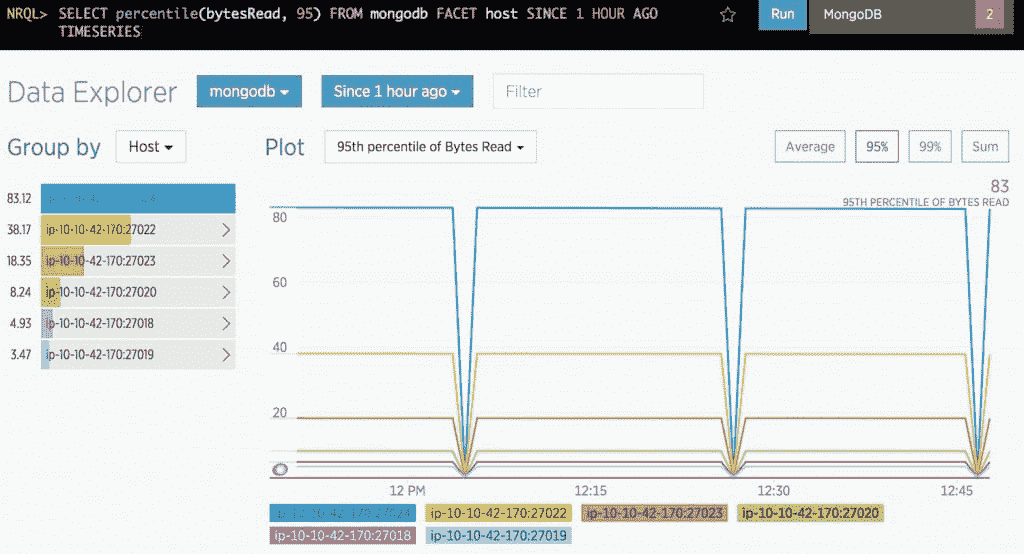 NRQL> SELECT percentile(bytesRead, 95) FROM mongodb FACET host SINCE 1 HOUR AGO
TIMESERIES
Run
MongoDB
2
Data Explorer
mongodb
Since 1 hour ago
Filter
Group by
Host
Plot
95th percentile of Bytes Read
Average
95%
99%
Sum
83.12
38.17 ip-10-10-42-170:27022
18.35 ip-10-10-42-170:27023
8.24 ip-10-10-42-170:27020
4.93 ip-10-10-42-170:27018
3.47 ip-10-10-42-170:27019
83
95TH PERCENTILE OF BYTES READ
80
60
40
20
0
12 PM
12:15
12:30
12:45
ip-10-10-42-170:27024
ip-10-10-42-170:27022
ip-10-10-42-170:27023
ip-10-10-42-170:27020
ip-10-10-42-170:27018
ip-10-10-42-170:27019